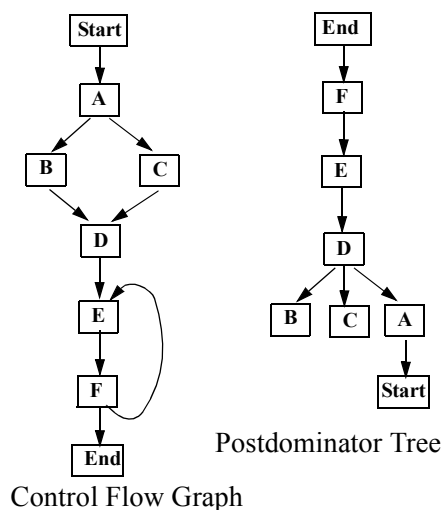 Start
A
B
C
D
E
F
End
Control Flow Graph
End
F
E
D
B
C
A
Start
Postdominator Tree